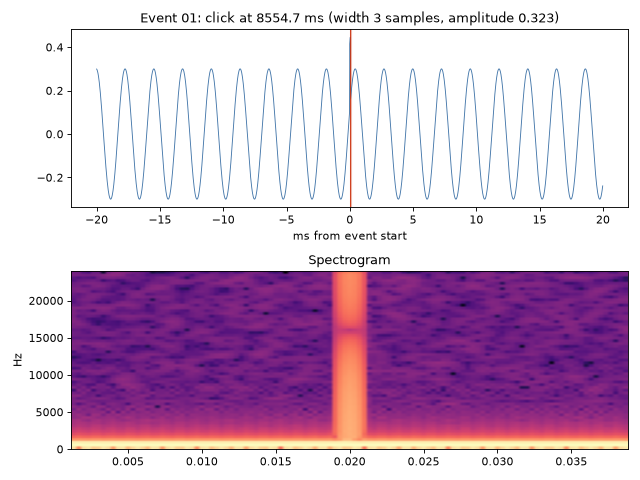 Event 01: click at 8554.7 ms (width 3 samples, amplitude 0.323)
0.4
0.2
0.0
−0.2
−20 −15 −10 −5 0 5 10 15 20
ms from event start
Spectrogram
20000
15000
Hz
10000
5000
0
0.005 0.010 0.015 0.020 0.025 0.030 0.035